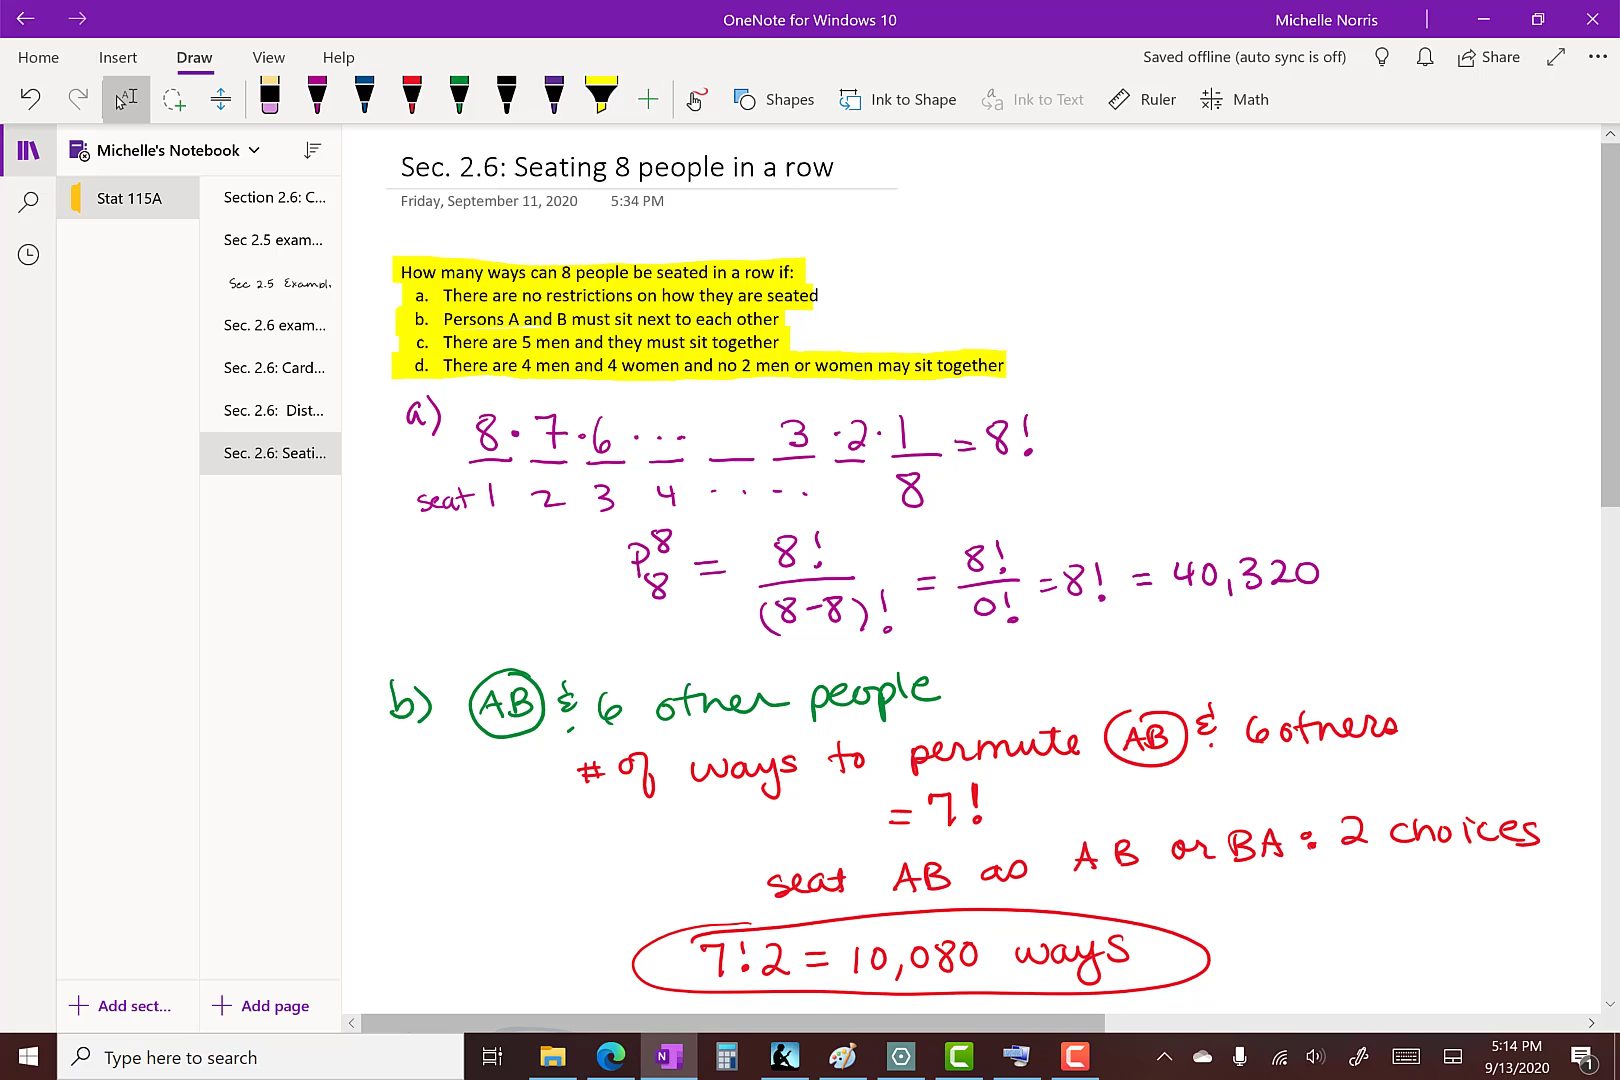 OneNote for Windows 10
Michelle Norris
Home Insert Draw View Help
Saved offline (auto sync is off)
Share
Shapes
Ink to Shape
Ink to Text
Ruler
Math
Michelle's Notebook
Stat 115A
Section 2.6: C...
Sec 2.5 exam...
Sec 2.5 Exampl
Sec. 2.6 exam...
Sec. 2.6: Card...
Sec. 2.6: Dist...
Sec. 2.6: Seati...
Add sect...
Add page
Sec. 2.6: Seating 8 people in a row
Friday, September 11, 2020 5:34 PM
How many ways can 8 people be seated in a row if:
a. There are no restrictions on how they are seated
b. Persons A and B must sit next to each other
c. There are 5 men and they must sit together
d. There are 4 men and 4 women and no 2 men or women may sit together
a) 8 · 7 · 6 · ... 3 · 2 · 1 = 8!
seat 1 2 3 4 ..... 8
P^8_8 = 8!/(8-8)! = 8!/0! = 8! = 40,320
b) AB & 6 other people
# of ways to permute AB & 6 others
= 7!
seat AB as AB or BA: 2 choices
7! 2 = 10,080 ways
Type here to search
5:14 PM
9/13/2020
1